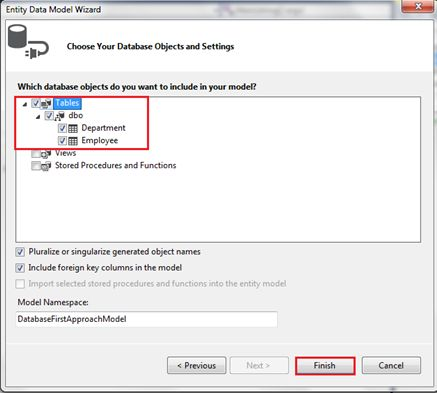 Entity Data Model Wizard
Choose Your Database Objects and Settings
Which database objects do you want to include in your model?
Tables
dbo
Department
Employee
Views
Stored Procedures and Functions
Pluralize or singularize generated object names
Include foreign key columns in the model
Import selected stored procedures and functions into the entity model
Model Namespace:
DatabaseFirstApproachModel
< Previous Next > Finish Cancel